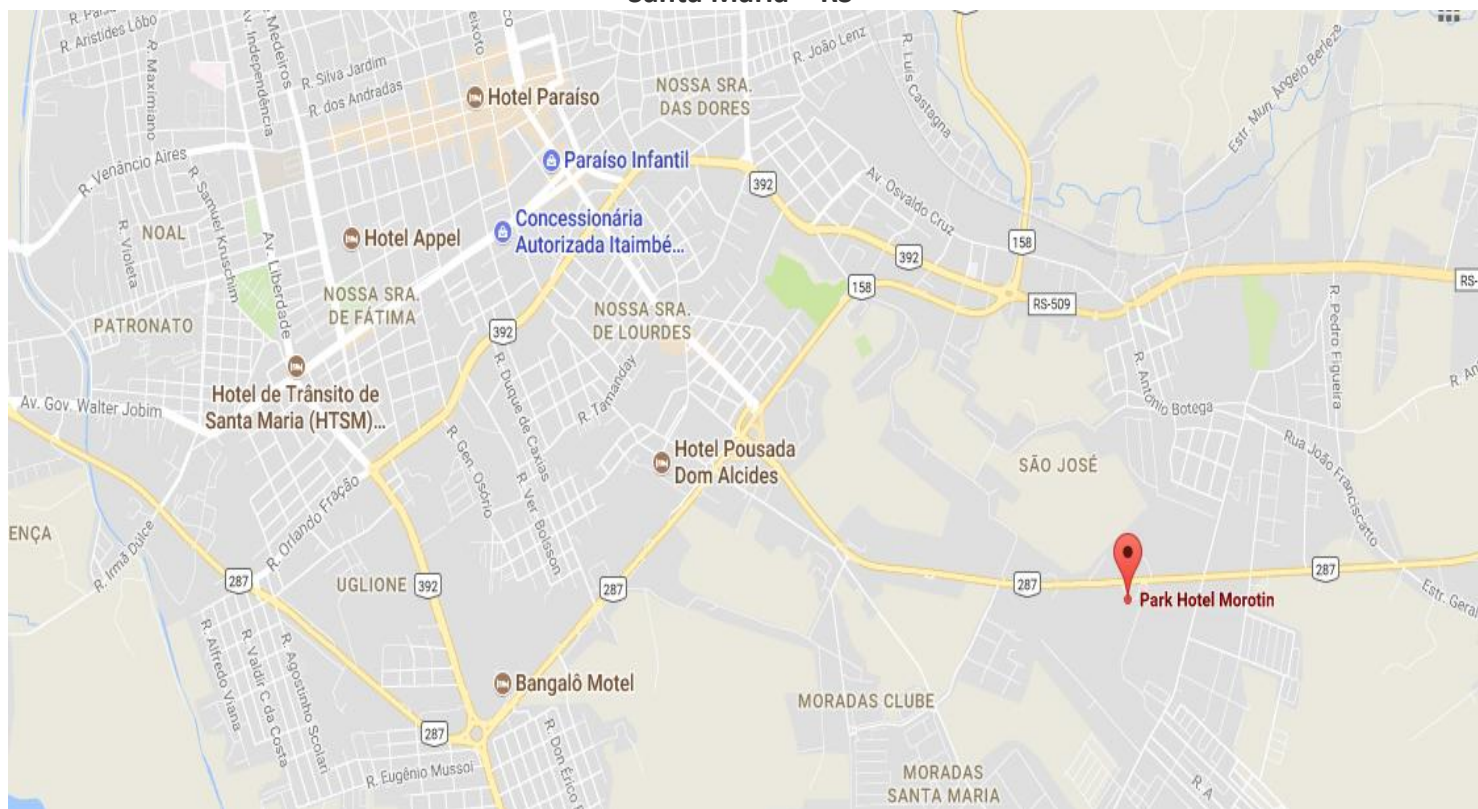 Santa Maria - RS
R. Aristides Lôbo
R. Maximiano
Av. Independência
Medeiros
R. Silva Jardim
R. dos Andradas
eixoto
co
Hotel Paraíso
NOSSA SRA.
DAS DORES
R. João Lenz
R. Luís Castagna
Estr. Mun. Ângelo Berleze
R. Venâncio Aires
R. Samuel Kruschim
R. Violeta
NOAL
Av. Liberdade
Paraíso Infantil
392
Av. Osvaldo Cruz
Concessionária
Autorizada Itaimbé...
Hotel Appel
392
158
158
RS-509
RS-
NOSSA SRA.
DE FÁTIMA
PATRONATO
392
NOSSA SRA.
DE LOURDES
R. Pedro Figueira
R. Duque de Caxias
R. Tamanday
Hotel de Trânsito de
Santa Maria (HTSM)...
Av. Gov. Walter Jobim
R. Antônio Botega
Rua João Franciscatto
R. Gen. Osório
R. Ver. Bolsson
Hotel Pousada
Dom Alcides
SÃO JOSÉ
R. Orlando Fração
ENÇA
R. Irmã Dulce
287
UGLIONE
392
287
287
287
Park Hotel Morotin
Estr. Geral
R. Alfredo Viana
R. Valdir C da Costa
R. Agostinho Scolari
Bangalô Motel
MORADAS CLUBE
287
R. Eugênio Mussoi
R. Don Érico
MORADAS
SANTA MARIA
R. A